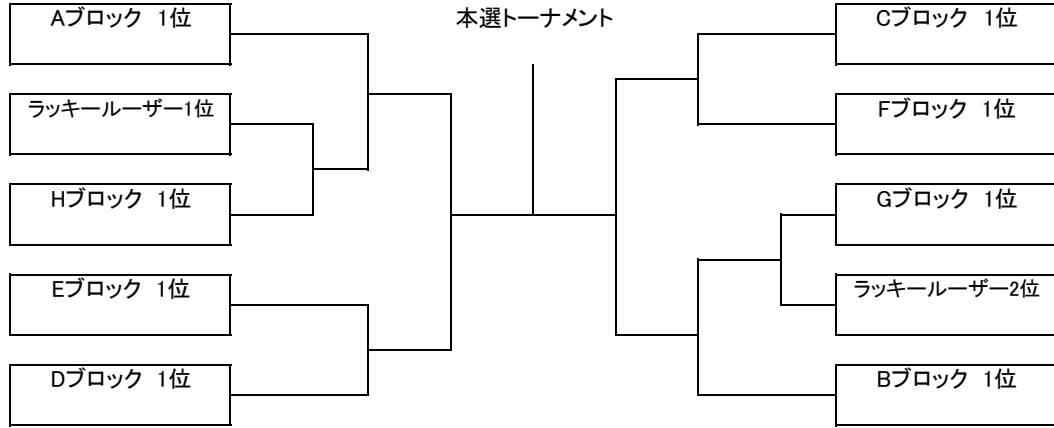 本選トーナメント
Aブロック　1位
ラッキールーザー1位
Hブロック　1位
Eブロック　1位
Dブロック　1位
Cブロック　1位
Fブロック　1位
Gブロック　1位
ラッキールーザー2位
Bブロック　1位